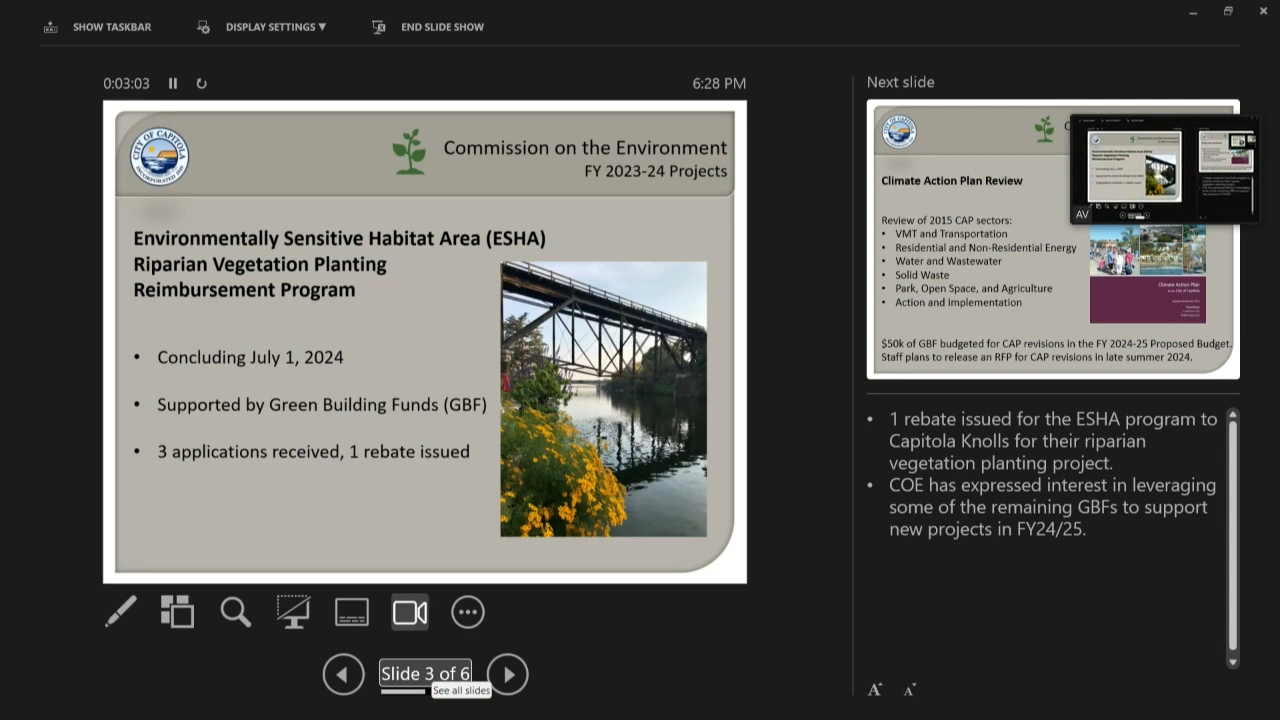 SHOW TASKBAR
DISPLAY SETTINGS ▼
END SLIDE SHOW
0:03:03
6:28 PM
CITY OF CAPITOLA
INCORPORATED 1949
Commission on the Environment
FY 2023-24 Projects
Environmentally Sensitive Habitat Area (ESHA)
Riparian Vegetation Planting
Reimbursement Program
• Concluding July 1, 2024
• Supported by Green Building Funds (GBF)
• 3 applications received, 1 rebate issued
Slide 3 of 6
See all slides
Next slide
Climate Action Plan Review
Review of 2015 CAP sectors:
• VMT and Transportation
• Residential and Non-Residential Energy
• Water and Wastewater
• Solid Waste
• Park, Open Space, and Agriculture
• Action and Implementation
Climate Action Plan
$50k of GBF budgeted for CAP revisions in the FY 2024-25 Proposed Budget.
Staff plans to release an RFP for CAP revisions in late summer 2024.
AV
• 1 rebate issued for the ESHA program to
Capitola Knolls for their riparian
vegetation planting project.
• COE has expressed interest in leveraging
some of the remaining GBFs to support
new projects in FY24/25.
A A